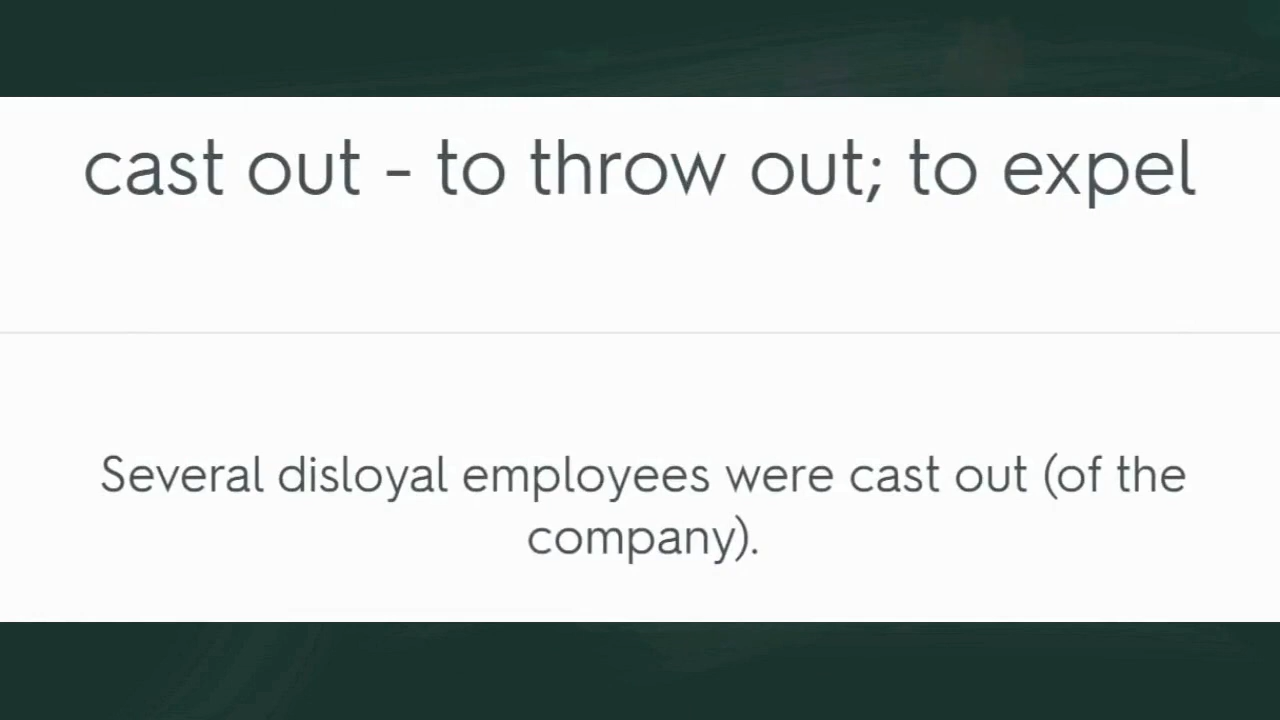 cast out - to throw out; to expel
Several disloyal employees were cast out (of the
company).